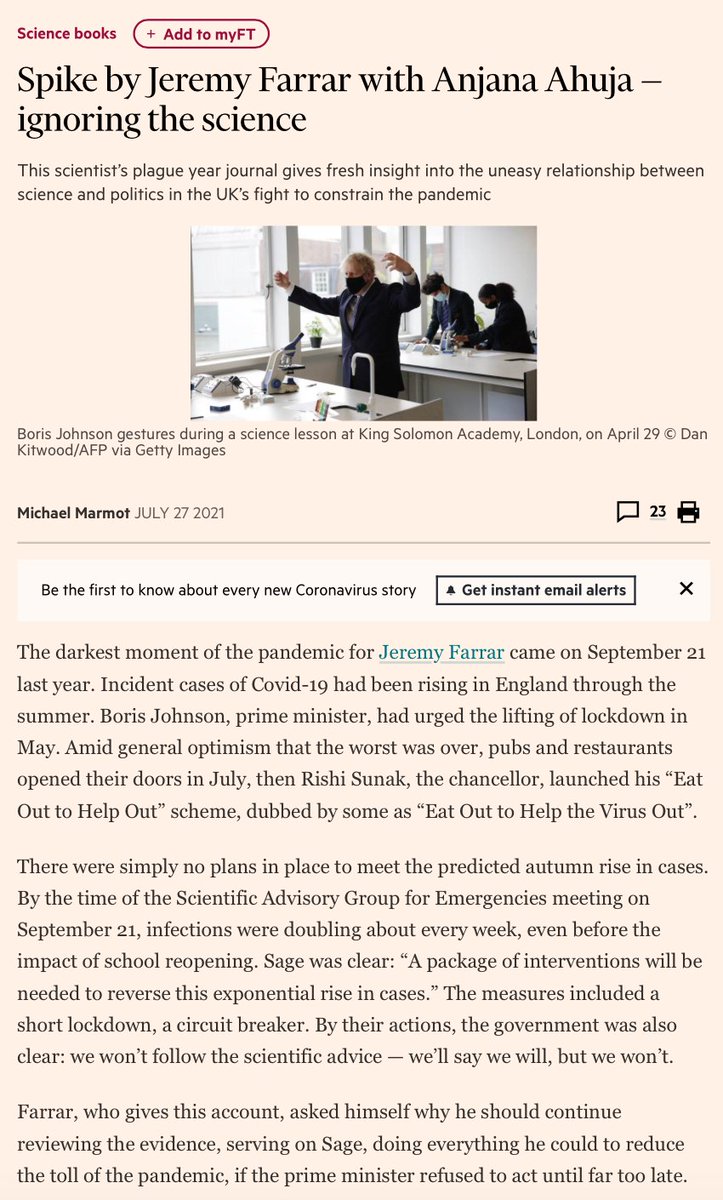 Science books + Add to myFT
Spike by Jeremy Farrar with Anjana Ahuja —
ignoring the science
This scientist's plague year journal gives fresh insight into the uneasy relationship between
science and politics in the UK's fight to constrain the pandemic
Boris Johnson gestures during a science lesson at King Solomon Academy, London, on April 29 © Dan
Kitwood/AFP via Getty Images
Michael Marmot JULY 27 2021 23
Be the first to know about every new Coronavirus story Get instant email alerts ×
The darkest moment of the pandemic for Jeremy Farrar came on September 21
last year. Incident cases of Covid-19 had been rising in England through the
summer. Boris Johnson, prime minister, had urged the lifting of lockdown in
May. Amid general optimism that the worst was over, pubs and restaurants
opened their doors in July, then Rishi Sunak, the chancellor, launched his “Eat
Out to Help Out” scheme, dubbed by some as “Eat Out to Help the Virus Out”.
There were simply no plans in place to meet the predicted autumn rise in cases.
By the time of the Scientific Advisory Group for Emergencies meeting on
September 21, infections were doubling about every week, even before the
impact of school reopening. Sage was clear: “A package of interventions will be
needed to reverse this exponential rise in cases.” The measures included a
short lockdown, a circuit breaker. By their actions, the government was also
clear: we won’t follow the scientific advice — we’ll say we will, but we won’t.
Farrar, who gives this account, asked himself why he should continue
reviewing the evidence, serving on Sage, doing everything he could to reduce
the toll of the pandemic, if the prime minister refused to act until far too late.